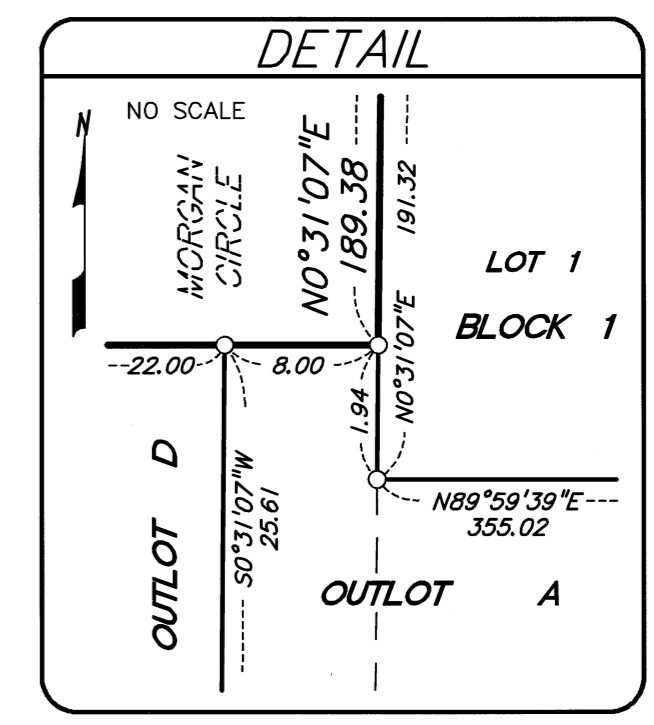 DETAIL
N
NO SCALE
MORGAN
CIRCLE
N0°31'07"E
189.38
191.32
LOT 1
BLOCK 1
22.00
8.00
1.94
N0°31'07"E
N89°59'39"E
355.02
OUTLOT D
S0°31'07"W
25.61
OUTLOT A